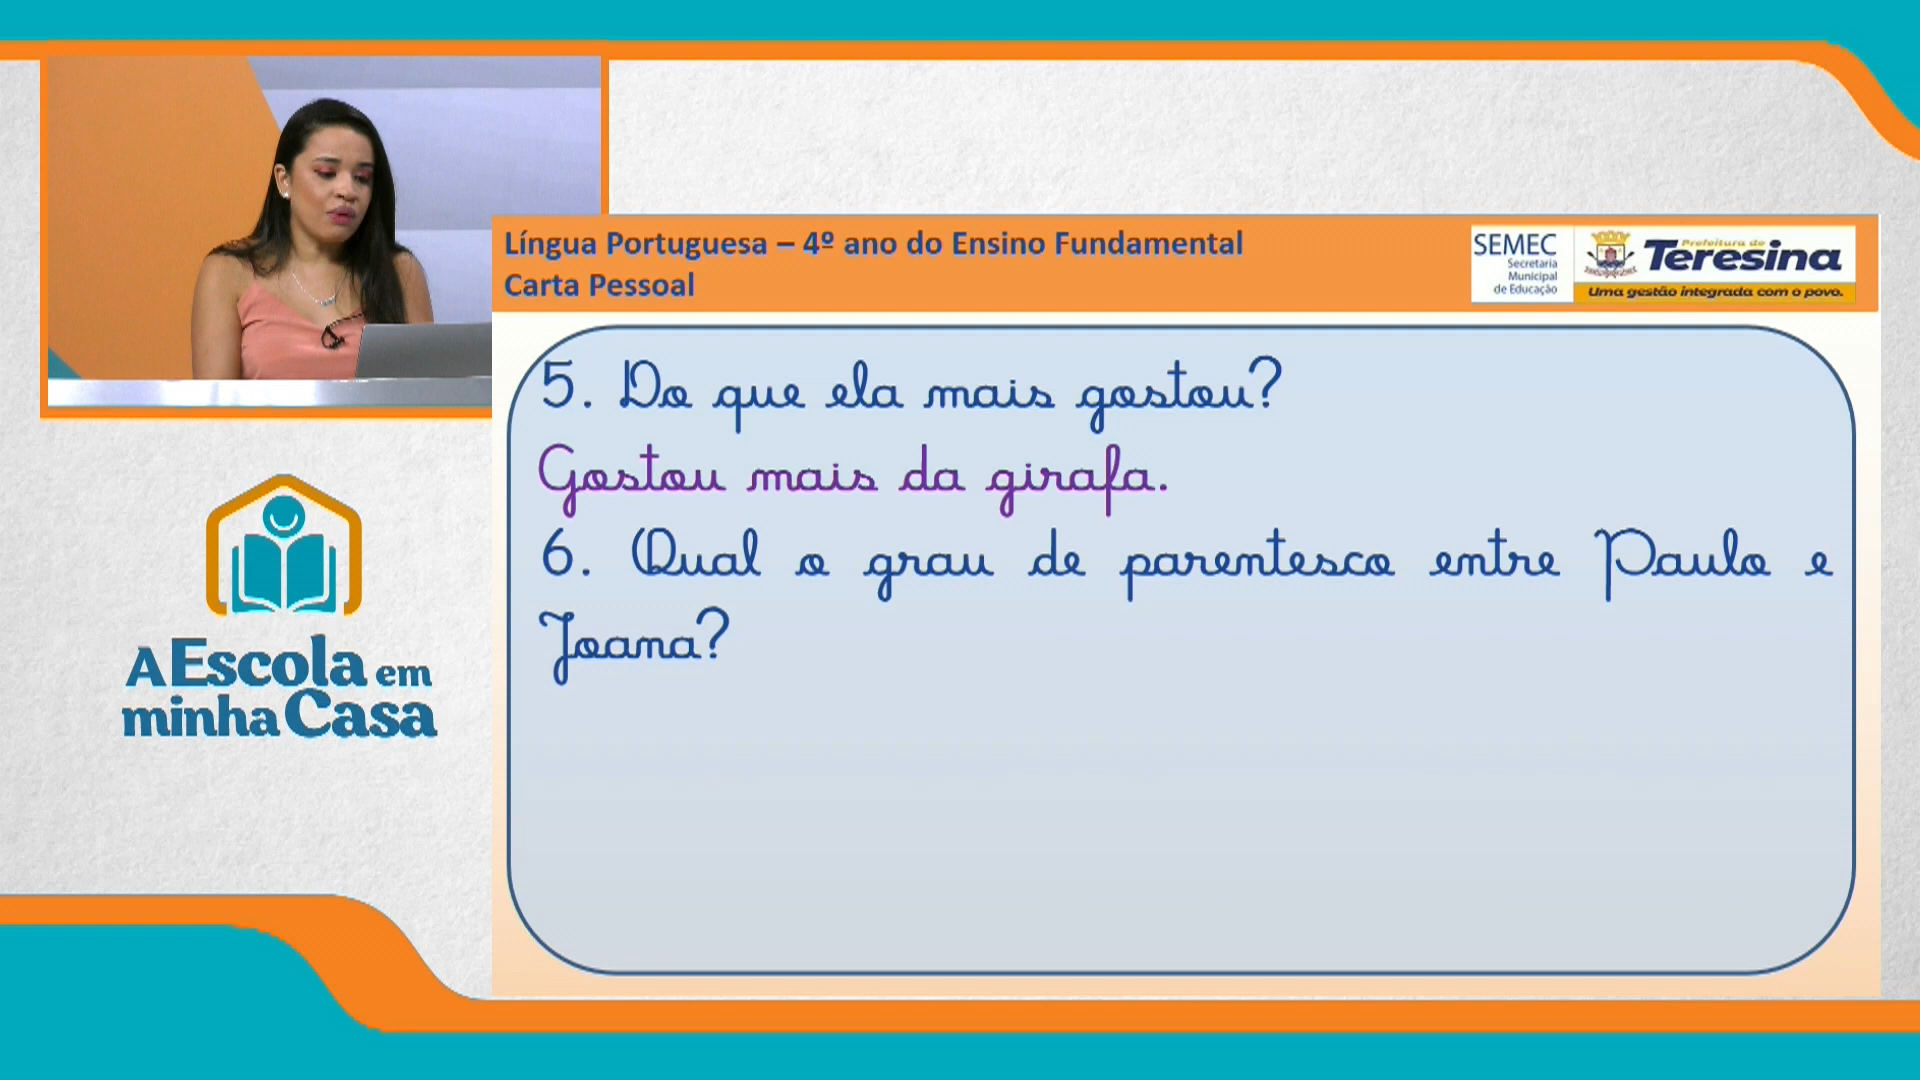 Língua Portuguesa – 4º ano do Ensino Fundamental
Carta Pessoal
SEMEC
Secretaria
Municipal
de Educação
Prefeitura de
Teresina
Uma gestão integrada com o povo.
5. Do que ela mais gostou?
Gostou mais da girafa.
6. Qual o grau de parentesco entre Paulo e
Joana?
A Escola em
minha Casa